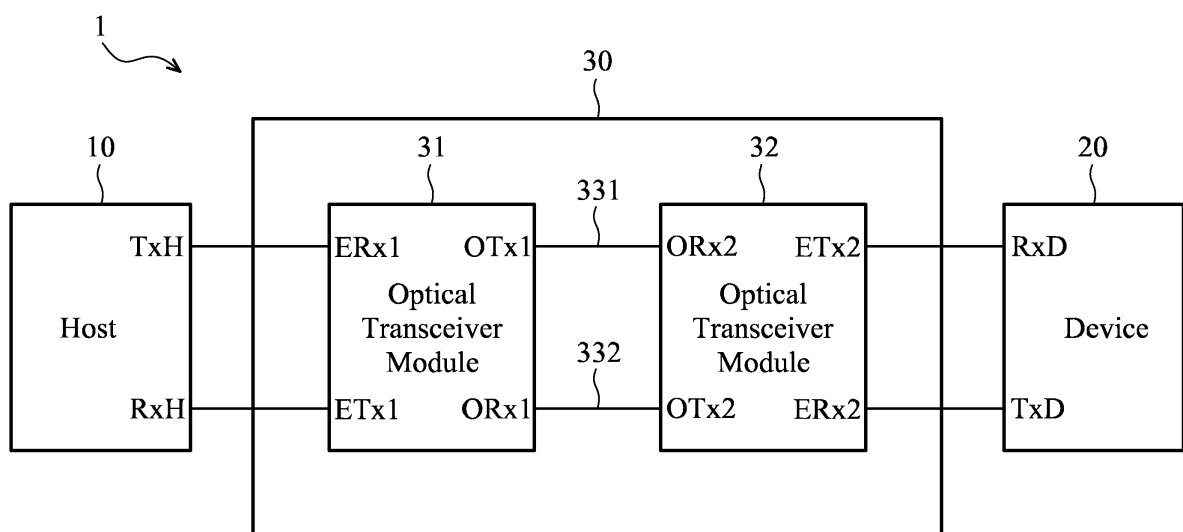 1
30
10
31
32
20
331
TxH
ERx1
OTx1
ORx2
ETx2
RxD
Host
Optical
Transceiver
Module
Optical
Transceiver
Module
Device
332
RxH
ETx1
ORx1
OTx2
ERx2
TxD